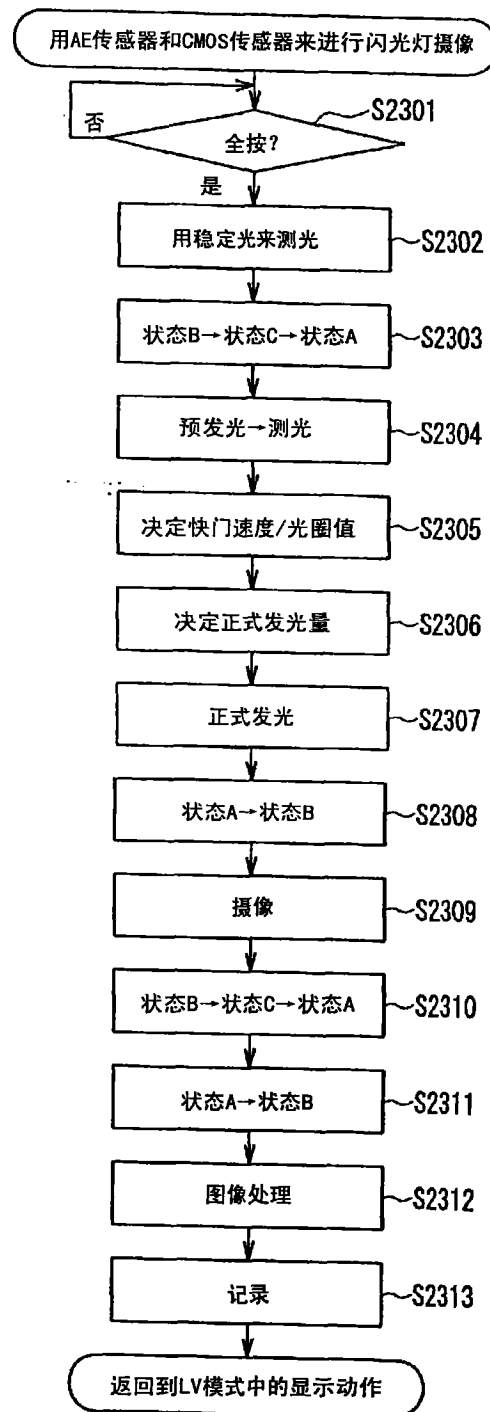 用AE传感器和CMOS传感器来进行闪光灯摄像
S2301
否
全按?
是
用稳定光来测光
S2302
状态B→状态C→状态A
S2303
预发光→测光
S2304
决定快门速度/光圈值
S2305
决定正式发光量
S2306
正式发光
S2307
状态A→状态B
S2308
摄像
S2309
状态B→状态C→状态A
S2310
状态A→状态B
S2311
图像处理
S2312
记录
S2313
返回到LV模式中的显示动作